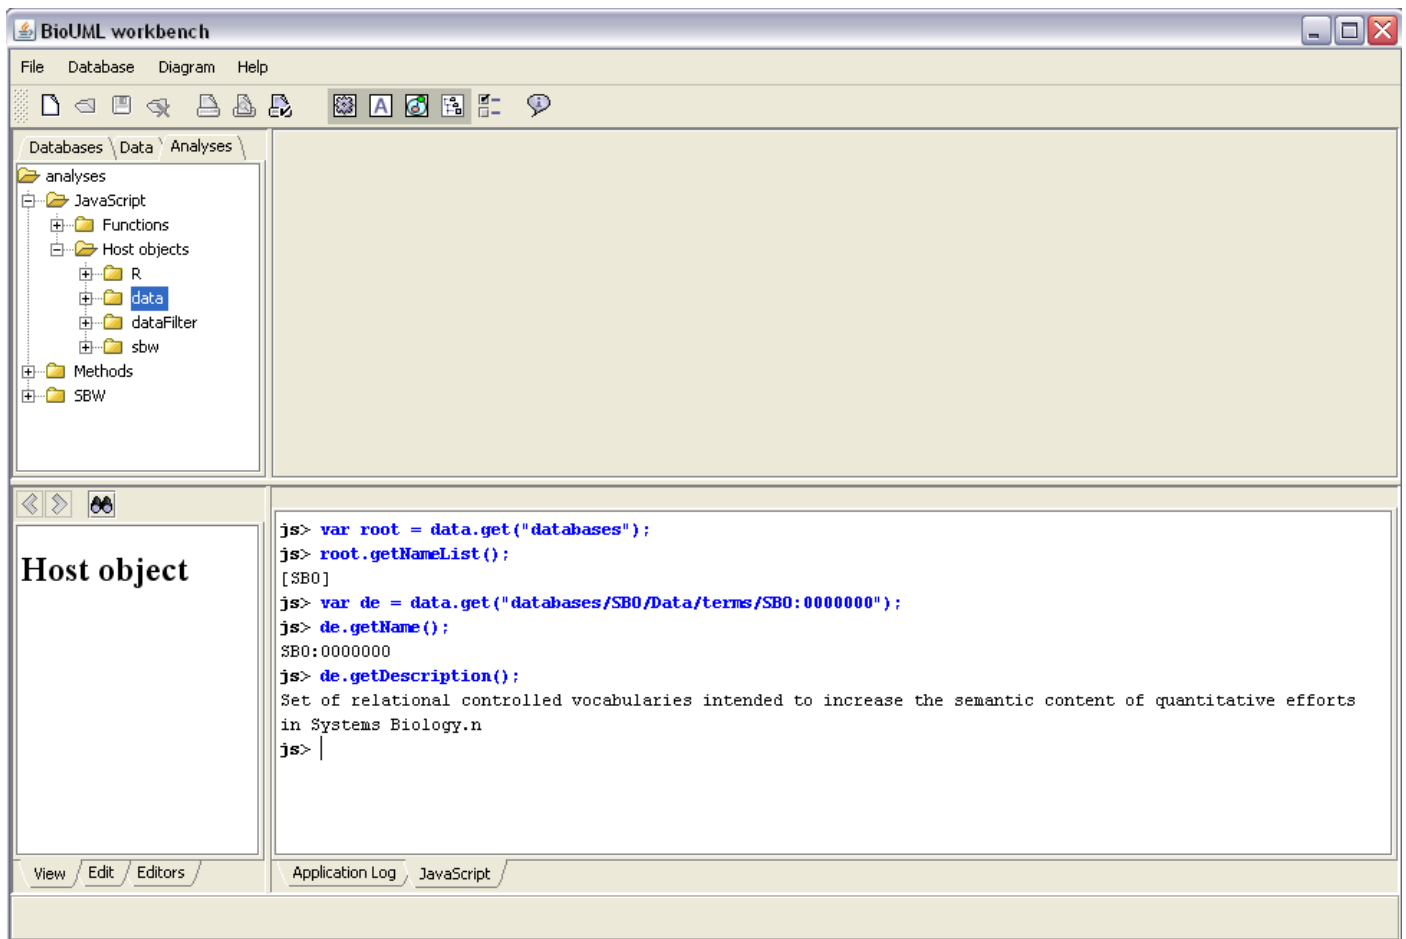 BioUML workbench
File Database Diagram Help
Databases Data Analyses
analyses
JavaScript
Functions
Host objects
R
data
dataFilter
sbw
Methods
SBW
Host object
js> var root = data.get("databases");
js> root.getNameList();
[SBO]
js> var de = data.get("databases/SBO/Data/terms/SBO:0000000");
js> de.getName();
SBO:0000000
js> de.getDescription();
Set of relational controlled vocabularies intended to increase the semantic content of quantitative efforts
in Systems Biology.n
js>
View Edit Editors
Application Log JavaScript